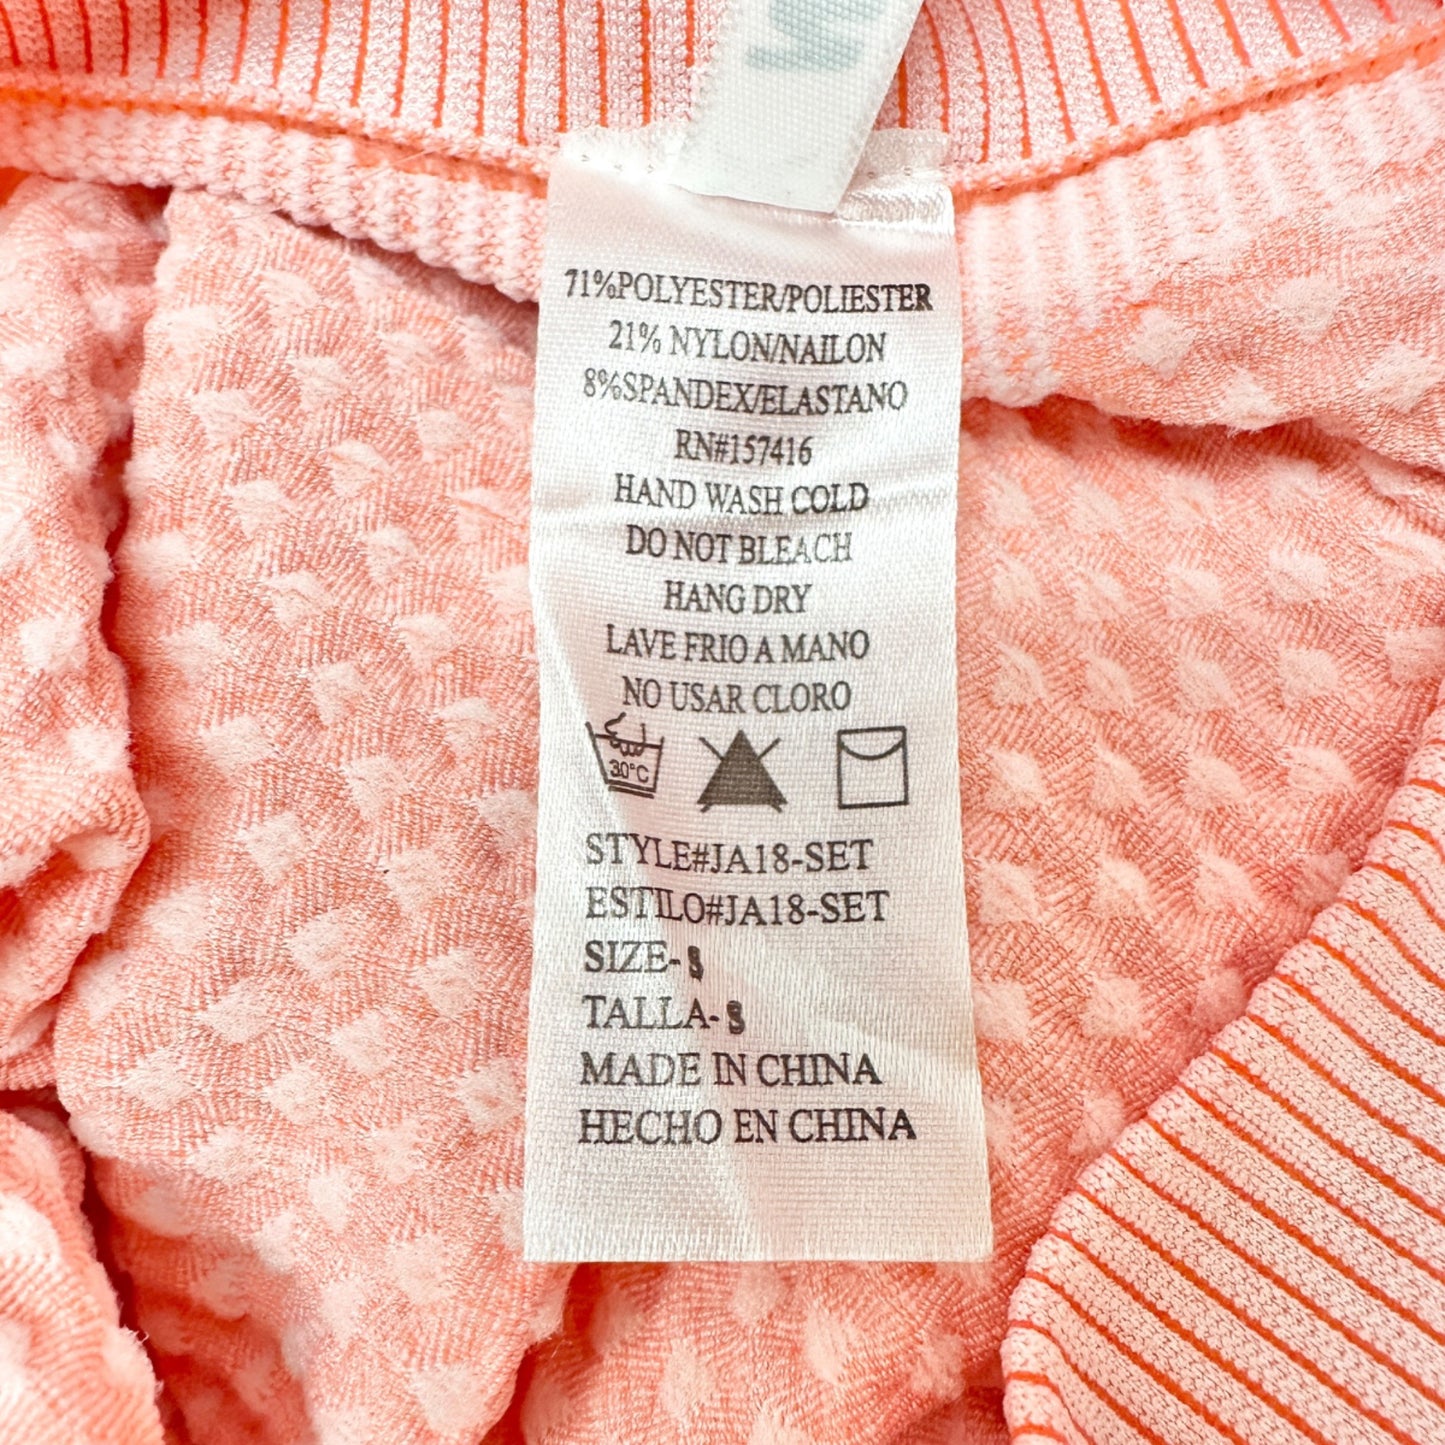 71%POLYESTER/POLIESTER
21% NYLON/NAILON
8%SPANDEX/ELASTANO
RN#157416
HAND WASH COLD
DO NOT BLEACH
HANG DRY
LAVE FRIO A MANO
NO USAR CLORO
30°C
STYLE#JA18-SET
ESTILO#JA18-SET
SIZE-S
TALLA-S
MADE IN CHINA
HECHO EN CHINA